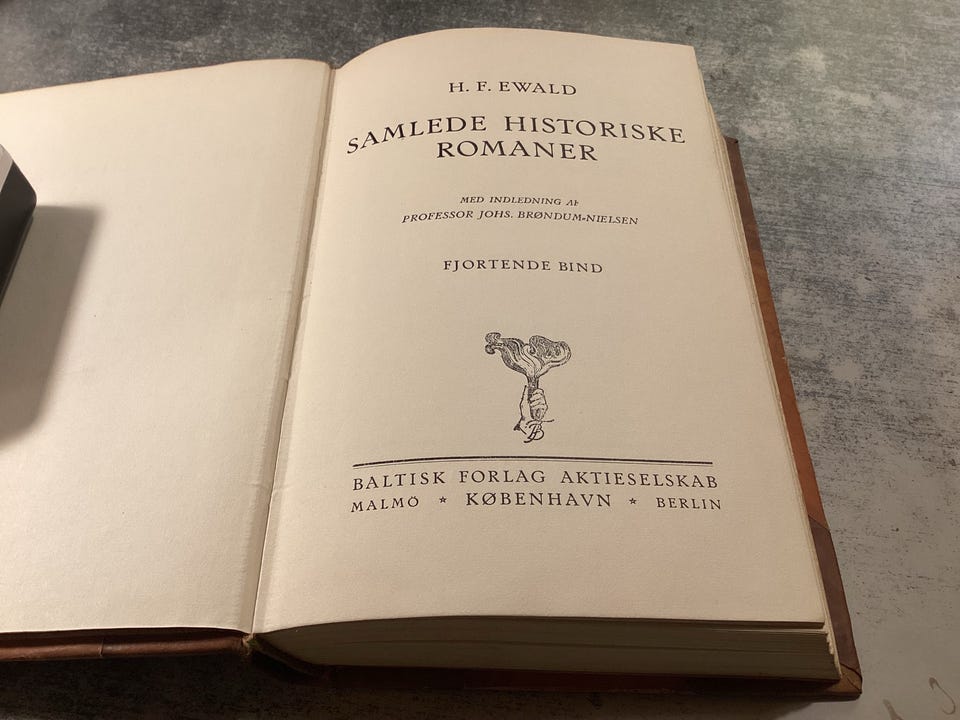 H. F. EWALD
SAMLEDE HISTORISKE
ROMANER
MED INDLEDNING AF
PROFESSOR JOHS. BRØNDUM-NIELSEN
FJORTENDE BIND
BALTISK FORLAG AKTIESELSKAB
MALMÖ * KØBENHAVN * BERLIN